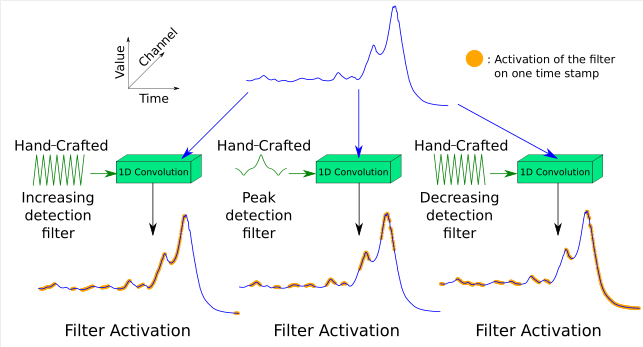 Value
Channel
Time
: Activation of the filter
on one time stamp
Hand-Crafted
1D Convolution
Increasing
detection
filter
Filter Activation
Hand-Crafted
1D Convolution
Peak
detection
filter
Filter Activation
Hand-Crafted
1D Convolution
Decreasing
detection
filter
Filter Activation